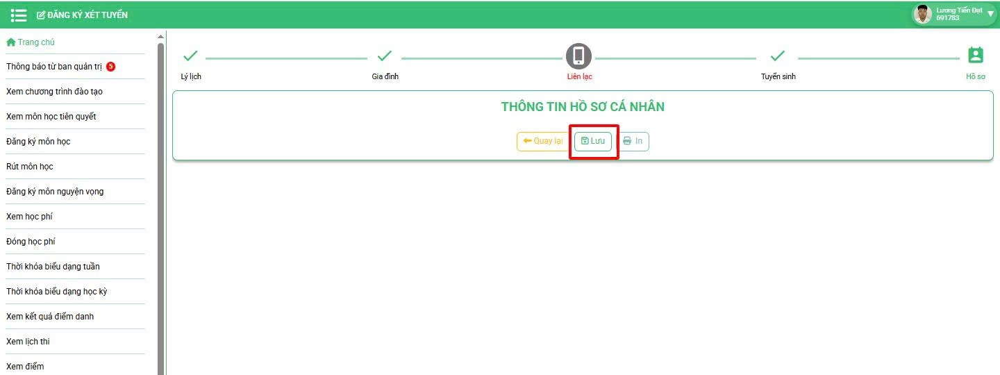 ĐĂNG KÝ XÉT TUYỂN
Lương Tiến Đạt
691783
Trang chủ
Thông báo từ ban quản trị 5
Xem chương trình đào tạo
Xem môn học tiên quyết
Đăng ký môn học
Rút môn học
Đăng ký môn nguyện vọng
Xem học phí
Đóng học phí
Thời khóa biểu dạng tuần
Thời khóa biểu dạng học kỳ
Xem kết quả điểm danh
Xem lịch thi
Xem điểm
Lý lịch
Gia đình
Liên lạc
Tuyển sinh
Hồ sơ
THÔNG TIN HỒ SƠ CÁ NHÂN
Quay lại
Lưu
In